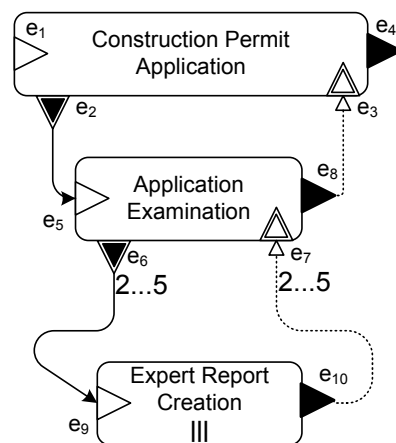 e1
Construction Permit
Application
e4
e2
e3
Application
Examination
e8
e5
e6
e7
2...5
2...5
Expert Report
Creation
e10
e9